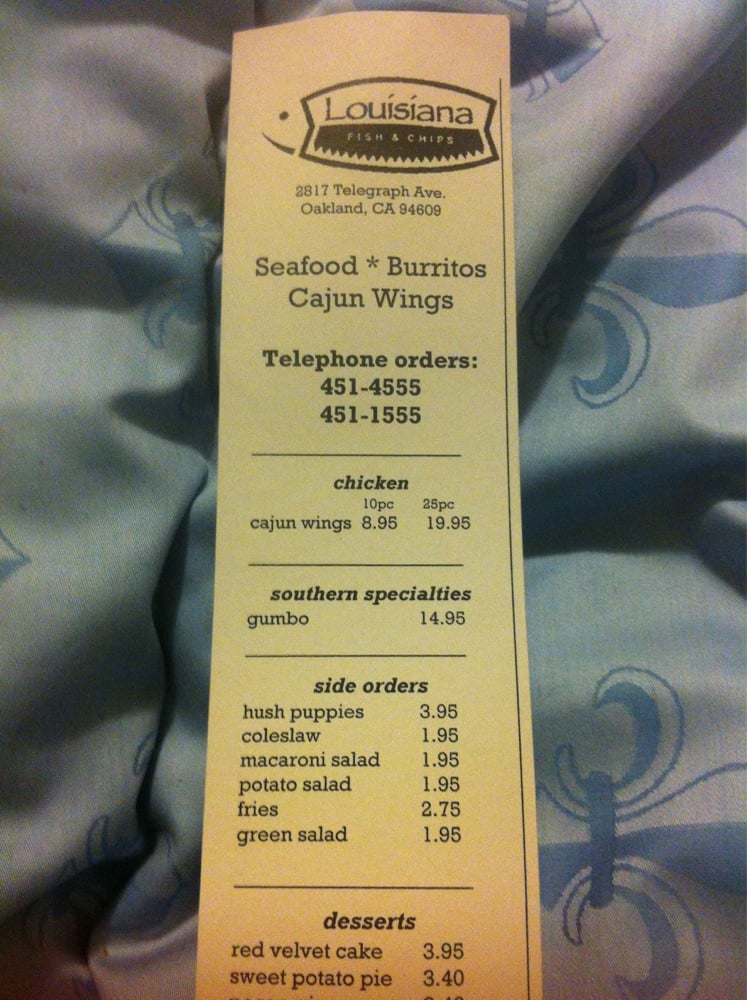 Louisiana
FISH & CHIPS
2817 Telegraph Ave.
Oakland, CA 94609
Seafood * Burritos
Cajun Wings
Telephone orders:
451-4555
451-1555
chicken
10pc 25pc
cajun wings 8.95 19.95
southern specialties
gumbo 14.95
side orders
hush puppies 3.95
coleslaw 1.95
macaroni salad 1.95
potato salad 1.95
fries 2.75
green salad 1.95
desserts
red velvet cake 3.95
sweet potato pie 3.40